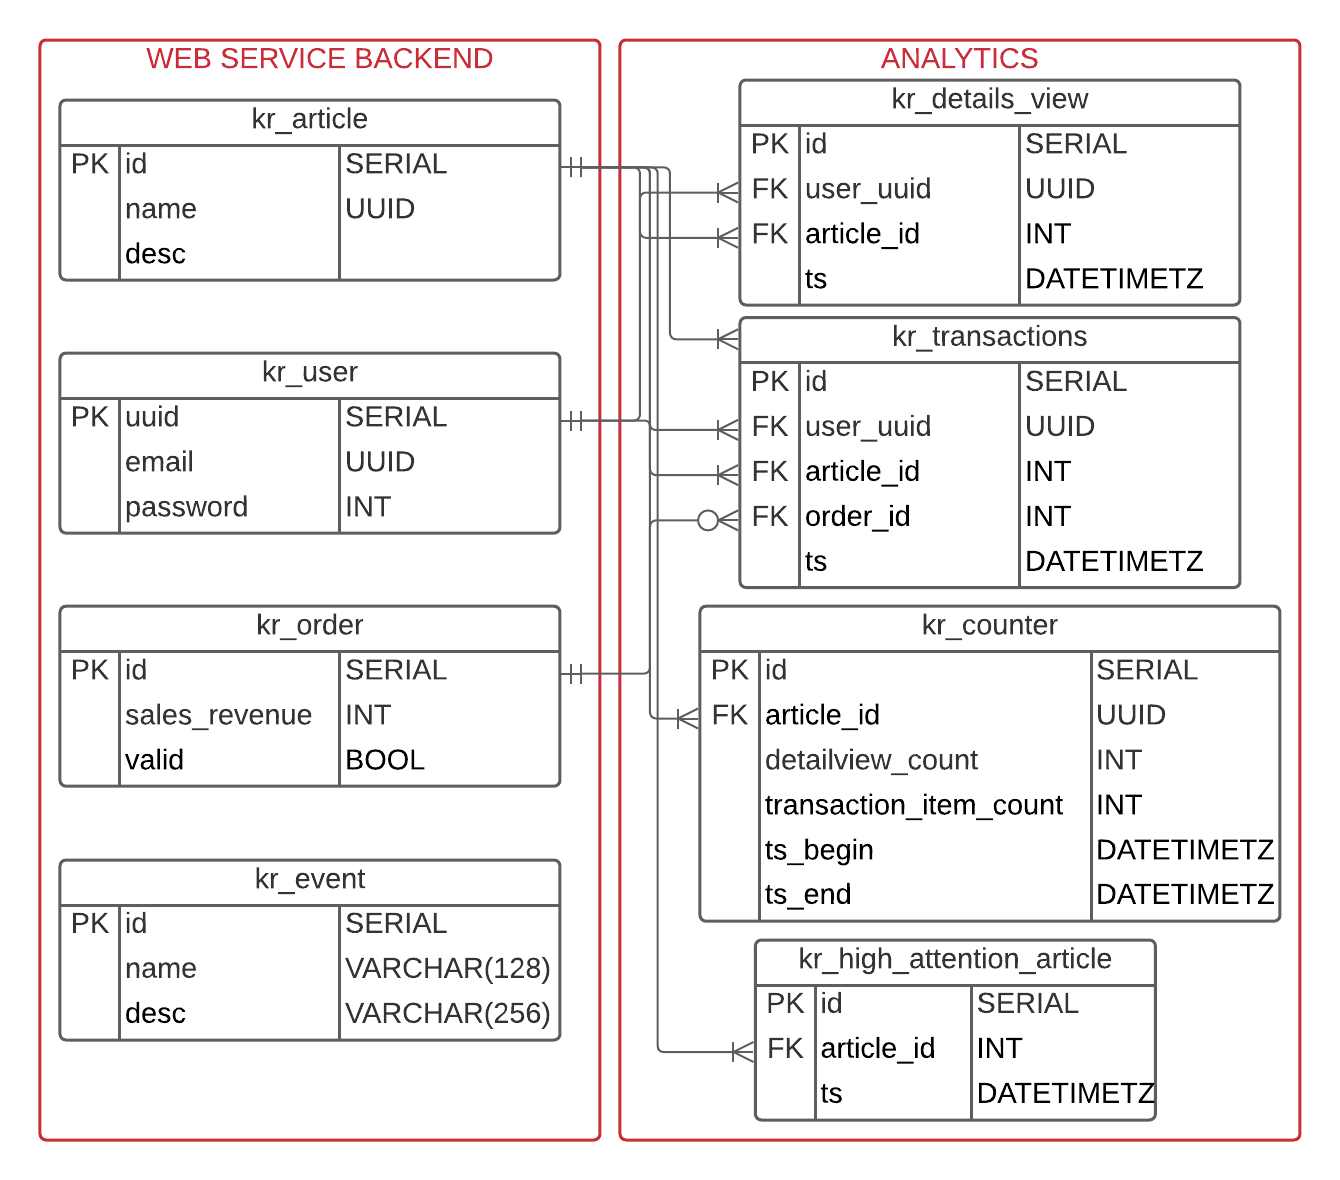 WEB SERVICE BACKEND
kr_article
PK id SERIAL
name UUID
desc
kr_user
PK uuid SERIAL
email UUID
password INT
kr_order
PK id SERIAL
sales_revenue INT
valid BOOL
kr_event
PK id SERIAL
name VARCHAR(128)
desc VARCHAR(256)
ANALYTICS
kr_details_view
PK id SERIAL
FK user_uuid UUID
FK article_id INT
ts DATETIMETZ
kr_transactions
PK id SERIAL
FK user_uuid UUID
FK article_id INT
FK order_id INT
ts DATETIMETZ
kr_counter
PK id SERIAL
FK article_id UUID
detailview_count INT
transaction_item_count INT
ts_begin DATETIMETZ
ts_end DATETIMETZ
kr_high_attention_article
PK id SERIAL
FK article_id INT
ts DATETIMETZ